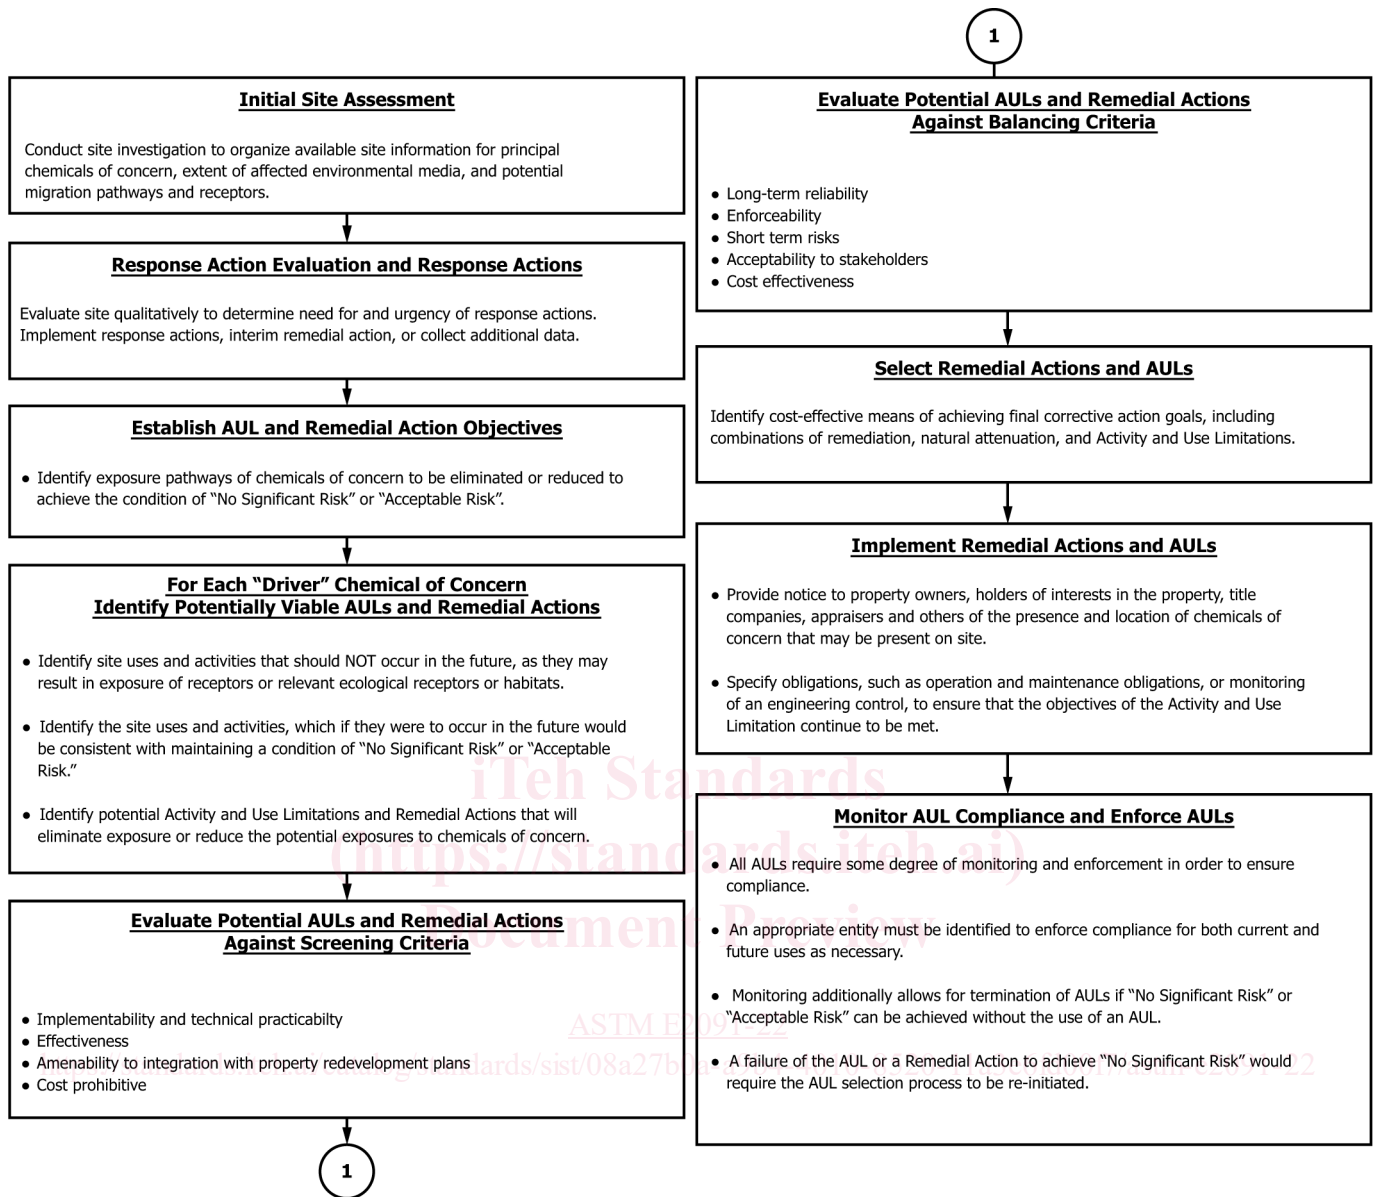 Initial Site Assessment
Conduct site investigation to organize available site information for principal
chemicals of concern, extent of affected environmental media, and potential
migration pathways and receptors.
Response Action Evaluation and Response Actions
Evaluate site qualitatively to determine need for and urgency of response actions.
Implement response actions, interim remedial action, or collect additional data.
Establish AUL and Remedial Action Objectives
● Identify exposure pathways of chemicals of concern to be eliminated or reduced to
achieve the condition of “No Significant Risk” or “Acceptable Risk”.
For Each “Driver” Chemical of Concern
Identify Potentially Viable AULs and Remedial Actions
● Identify site uses and activities that should NOT occur in the future, as they may
result in exposure of receptors or relevant ecological receptors or habitats.
● Identify the site uses and activities, which if they were to occur in the future would
be consistent with maintaining a condition of “No Significant Risk” or “Acceptable
Risk.”
● Identify potential Activity and Use Limitations and Remedial Actions that will
eliminate exposure or reduce the potential exposures to chemicals of concern.
Evaluate Potential AULs and Remedial Actions
Against Screening Criteria
● Implementability and technical practicabilty
● Effectiveness
● Amenability to integration with property redevelopment plans
● Cost prohibitive
1
1
Evaluate Potential AULs and Remedial Actions
Against Balancing Criteria
● Long-term reliability
● Enforceability
● Short term risks
● Acceptability to stakeholders
● Cost effectiveness
Select Remedial Actions and AULs
Identify cost-effective means of achieving final corrective action goals, including
combinations of remediation, natural attenuation, and Activity and Use Limitations.
Implement Remedial Actions and AULs
● Provide notice to property owners, holders of interests in the property, title
companies, appraisers and others of the presence and location of chemicals of
concern that may be present on site.
● Specify obligations, such as operation and maintenance obligations, or monitoring
of an engineering control, to ensure that the objectives of the Activity and Use
Limitation continue to be met.
Monitor AUL Compliance and Enforce AULs
● All AULs require some degree of monitoring and enforcement in order to ensure
compliance.
● An appropriate entity must be identified to enforce compliance for both current and
future uses as necessary.
● Monitoring additionally allows for termination of AULs if “No Significant Risk” or
“Acceptable Risk” can be achieved without the use of an AUL.
● A failure of the AUL or a Remedial Action to achieve “No Significant Risk” would
require the AUL selection process to be re-initiated.
iTeh Standards
(https://standards.iteh.ai)
Document Preview
ASTM E2091-22